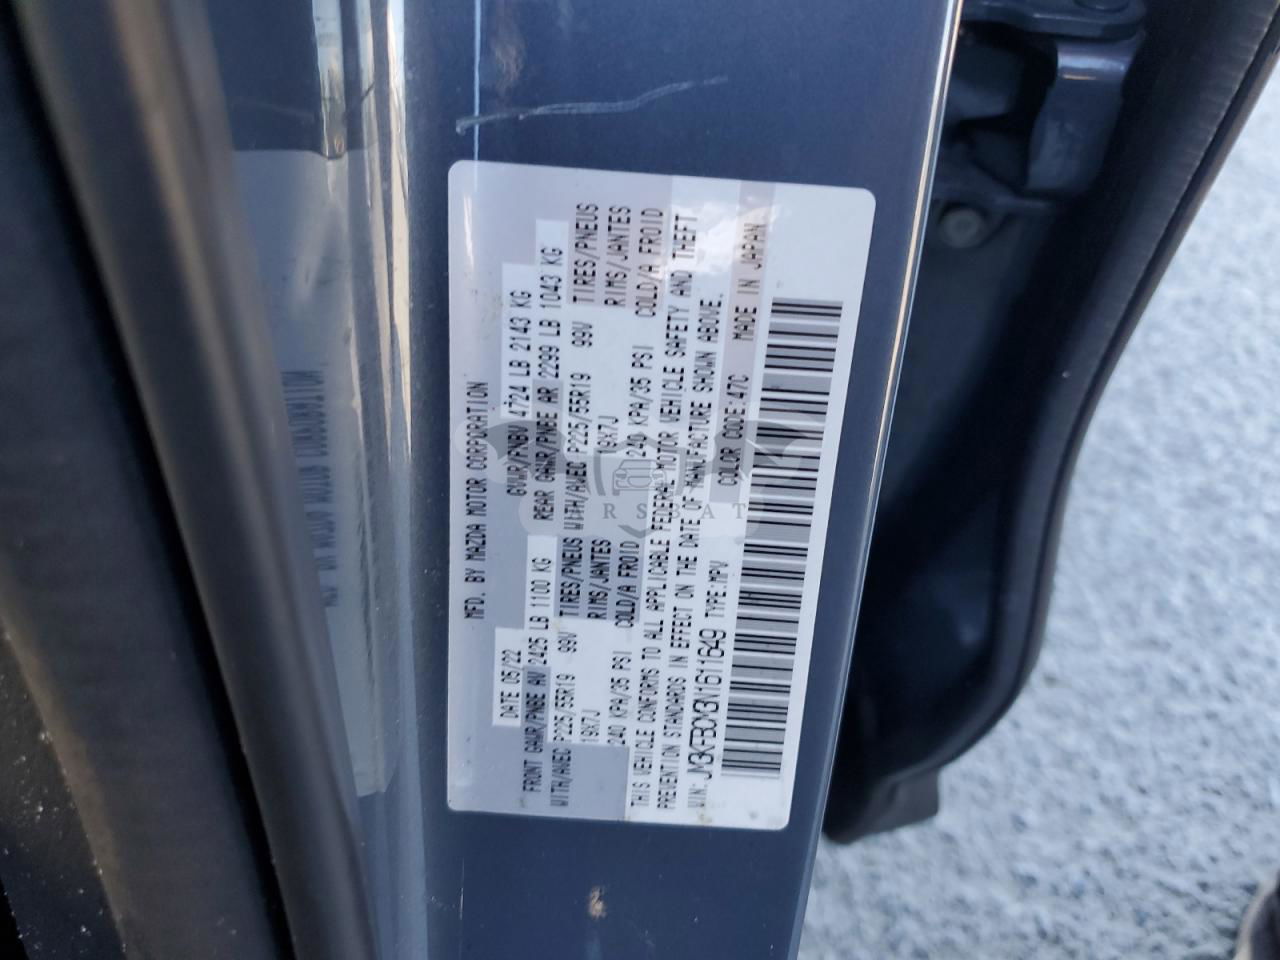 MFD. BY MAZDA MOTOR CORPORATION
DATE 05/22 GVWR/PNBV 4724 LB 2143 KG
FRONT GAWR/PNBE AV 2425 LB 1100 KG REAR GAWR/PNBE AR 2299 LB 1043 KG
WITH/AVEC P225/55R19 99V TIRES/PNEUS WITH/AVEC P225/55R19 99V TIRES/PNEUS
19X7J RIMS/JANTES 19X7J RIMS/JANTES
240 KPA/35 PSI COLD/A FROID 240 KPA/35 PSI COLD/A FROID
THIS VEHICLE CONFORMS TO ALL APPLICABLE FEDERAL MOTOR VEHICLE SAFETY AND THEFT
PREVENTION STANDARDS IN EFFECT ON THE DATE OF MANUFACTURE SHOWN ABOVE.
VIN: JM3KFBCM3N1611649 TYPE:MPV COLOR CODE:47C MADE IN JAPAN